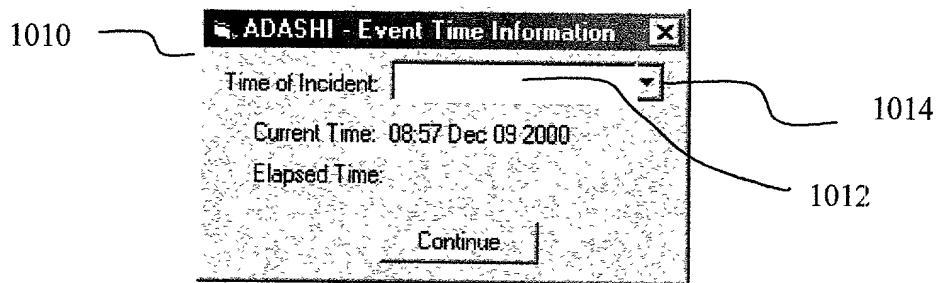 1010
ADASHI - Event Time Information
Time of Incident:
1014
Current Time: 08:57 Dec 09 2000
Elapsed Time:
1012
Continue